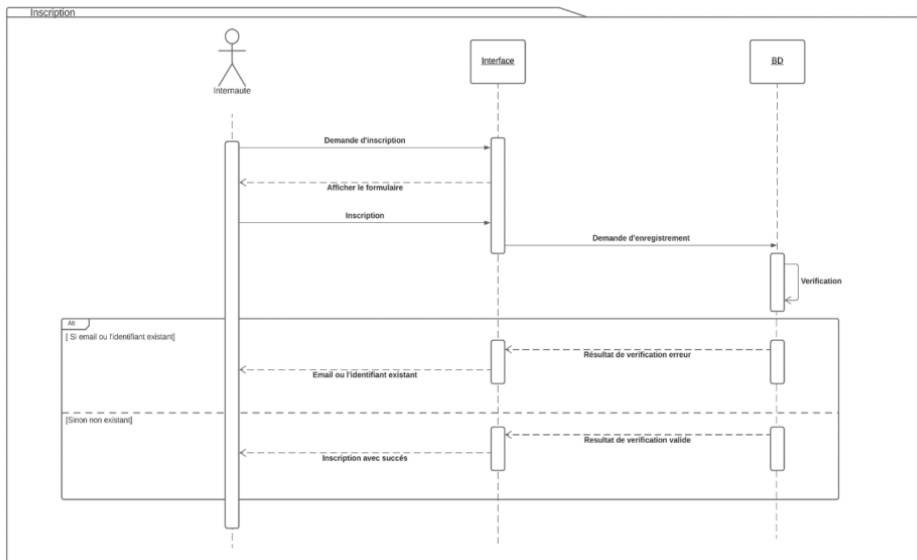 Inscription
Internaute
Interface
BD
Demande d'inscription
Afficher le formulaire
Inscription
Demande d'enregistrement
Verification
Alt
[ Si email ou l'identifiant existant]
Résultat de verification erreur
Email ou l'identifiant existant
[Sinon non existant]
Resultat de verification valide
Inscription avec succés